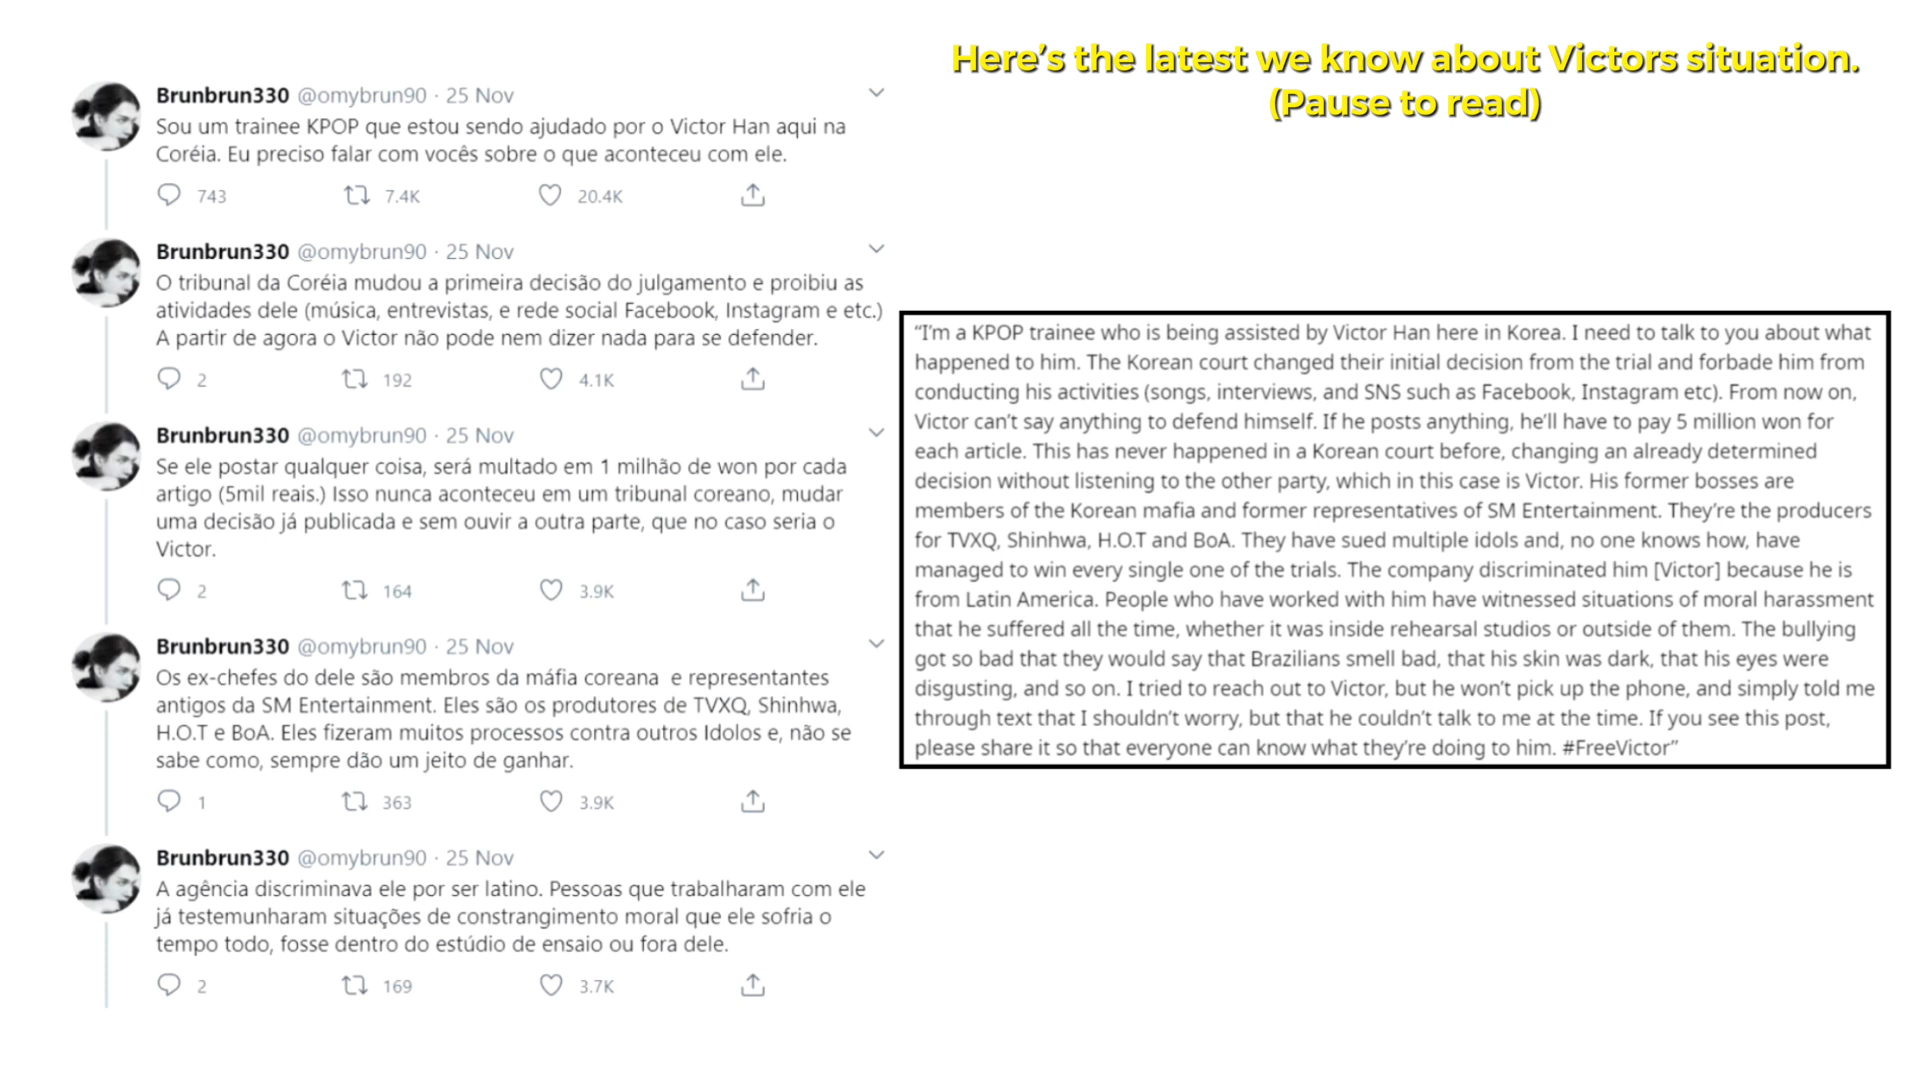 Here's the latest we know about Victors situation.
(Pause to read)
Brunbrun330 @omybrun90 · 25 Nov
Sou um trainee KPOP que estou sendo ajudado por o Victor Han aqui na
Coréia. Eu preciso falar com vocês sobre o que aconteceu com ele.
743 7.4K 20.4K
Brunbrun330 @omybrun90 · 25 Nov
O tribunal da Coréia mudou a primeira decisão do julgamento e proibiu as
atividades dele (música, entrevistas, e rede social Facebook, Instagram e etc.)
A partir de agora o Victor não pode nem dizer nada para se defender.
2 192 4.1K
Brunbrun330 @omybrun90 · 25 Nov
Se ele postar qualquer coisa, será multado em 1 milhão de won por cada
artigo (5mil reais.) Isso nunca aconteceu em um tribunal coreano, mudar
uma decisão já publicada e sem ouvir a outra parte, que no caso seria o
Victor.
2 164 3.9K
Brunbrun330 @omybrun90 · 25 Nov
Os ex-chefes do dele são membros da máfia coreana e representantes
antigos da SM Entertainment. Eles são os produtores de TVXQ, Shinhwa,
H.O.T e BoA. Eles fizeram muitos processos contra outros Idolos e, não se
sabe como, sempre dão um jeito de ganhar.
1 363 3.9K
Brunbrun330 @omybrun90 · 25 Nov
A agência discriminava ele por ser latino. Pessoas que trabalharam com ele
já testemunharam situações de constrangimento moral que ele sofria o
tempo todo, fosse dentro do estúdio de ensaio ou fora dele.
2 169 3.7K
“I'm a KPOP trainee who is being assisted by Victor Han here in Korea. I need to talk to you about what
happened to him. The Korean court changed their initial decision from the trial and forbade him from
conducting his activities (songs, interviews, and SNS such as Facebook, Instagram etc). From now on,
Victor can't say anything to defend himself. If he posts anything, he'll have to pay 5 million won for
each article. This has never happened in a Korean court before, changing an already determined
decision without listening to the other party, which in this case is Victor. His former bosses are
members of the Korean mafia and former representatives of SM Entertainment. They're the producers
for TVXQ, Shinhwa, H.O.T and BoA. They have sued multiple idols and, no one knows how, have
managed to win every single one of the trials. The company discriminated him [Victor] because he is
from Latin America. People who have worked with him have witnessed situations of moral harassment
that he suffered all the time, whether it was inside rehearsal studios or outside of them. The bullying
got so bad that they would say that Brazilians smell bad, that his skin was dark, that his eyes were
disgusting, and so on. I tried to reach out to Victor, but he won't pick up the phone, and simply told me
through text that I shouldn't worry, but that he couldn't talk to me at the time. If you see this post,
please share it so that everyone can know what they're doing to him. #FreeVictor”